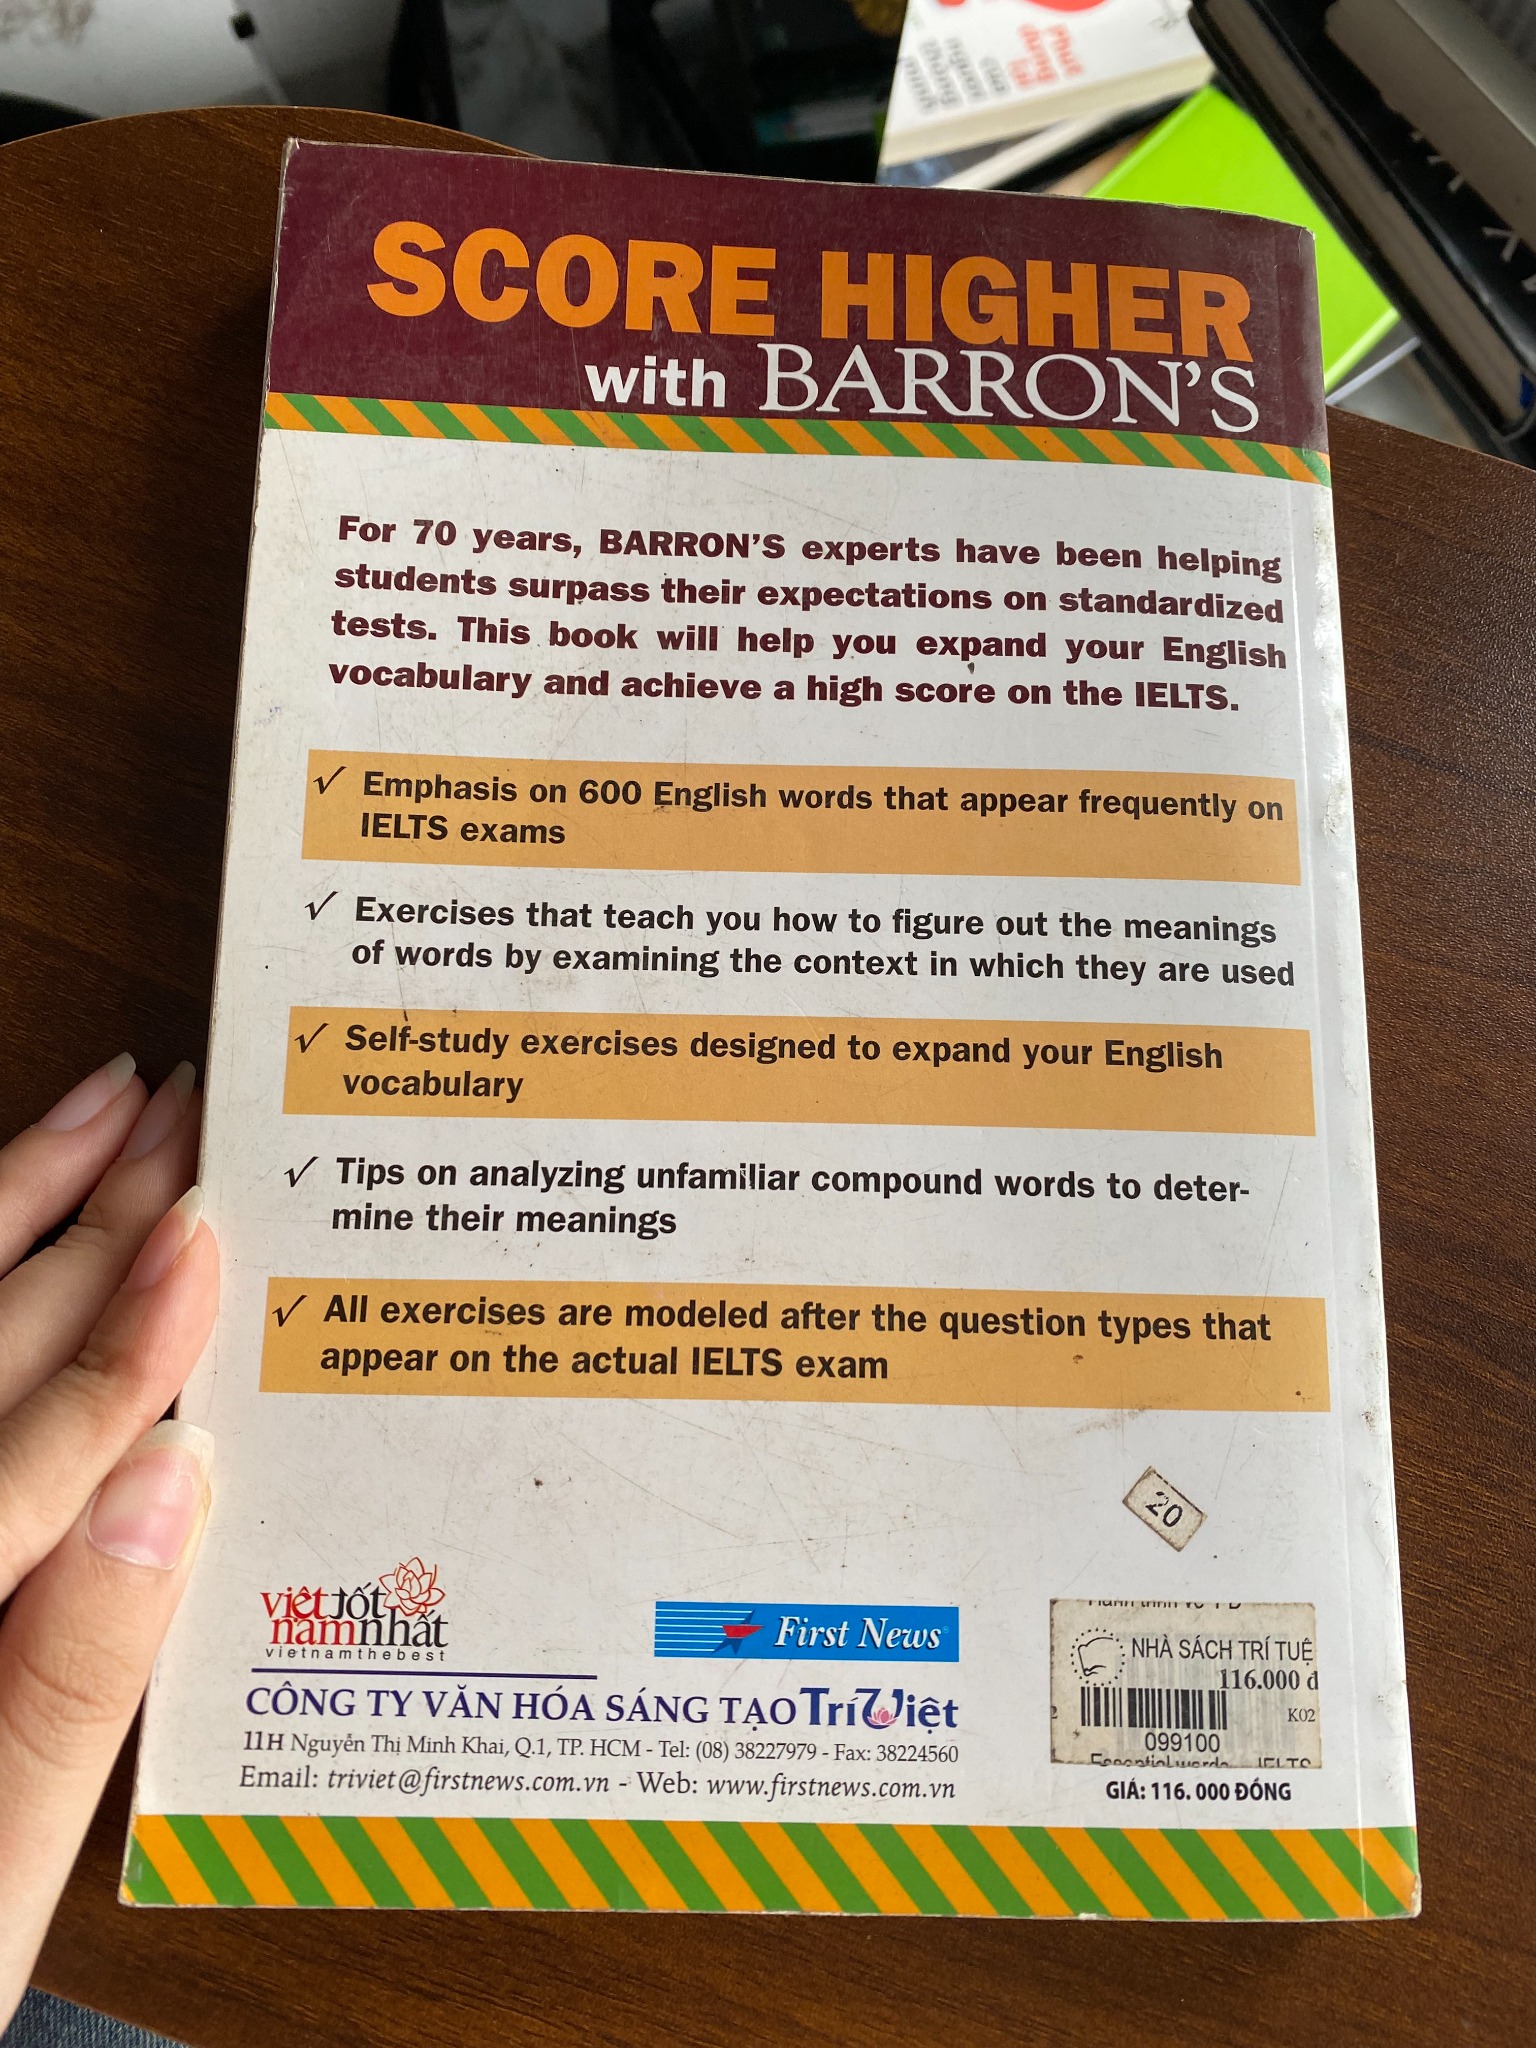 SCORE HIGHER
with BARRON'S
For 70 years, BARRON'S experts have been helping
students surpass their expectations on standardized
tests. This book will help you expand your English
vocabulary and achieve a high score on the IELTS.
√ Emphasis on 600 English words that appear frequently on
IELTS exams
√ Exercises that teach you how to figure out the meanings
of words by examining the context in which they are used
√ Self-study exercises designed to expand your English
vocabulary
√ Tips on analyzing unfamiliar compound words to deter-
mine their meanings
√ All exercises are modeled after the question types that
appear on the actual IELTS exam
20
việt tốt
nam nhất
vietnamthebest
First News
CÔNG TY VĂN HÓA SÁNG TẠO Trí Việt
11H Nguyễn Thị Minh Khai, Q.1, TP. HCM - Tel: (08) 38227979 - Fax: 38224560
Email: triviet@firstnews.com.vn - Web: www.firstnews.com.vn
NHÀ SÁCH TRÍ TUỆ
116.000 đ
K02
099100
Essential words IELTS
GIÁ: 116. 000 ĐỒNG